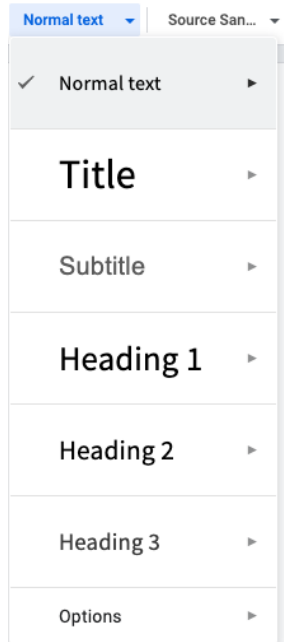 Normal text
Source San...
Normal text
Title
Subtitle
Heading 1
Heading 2
Heading 3
Options